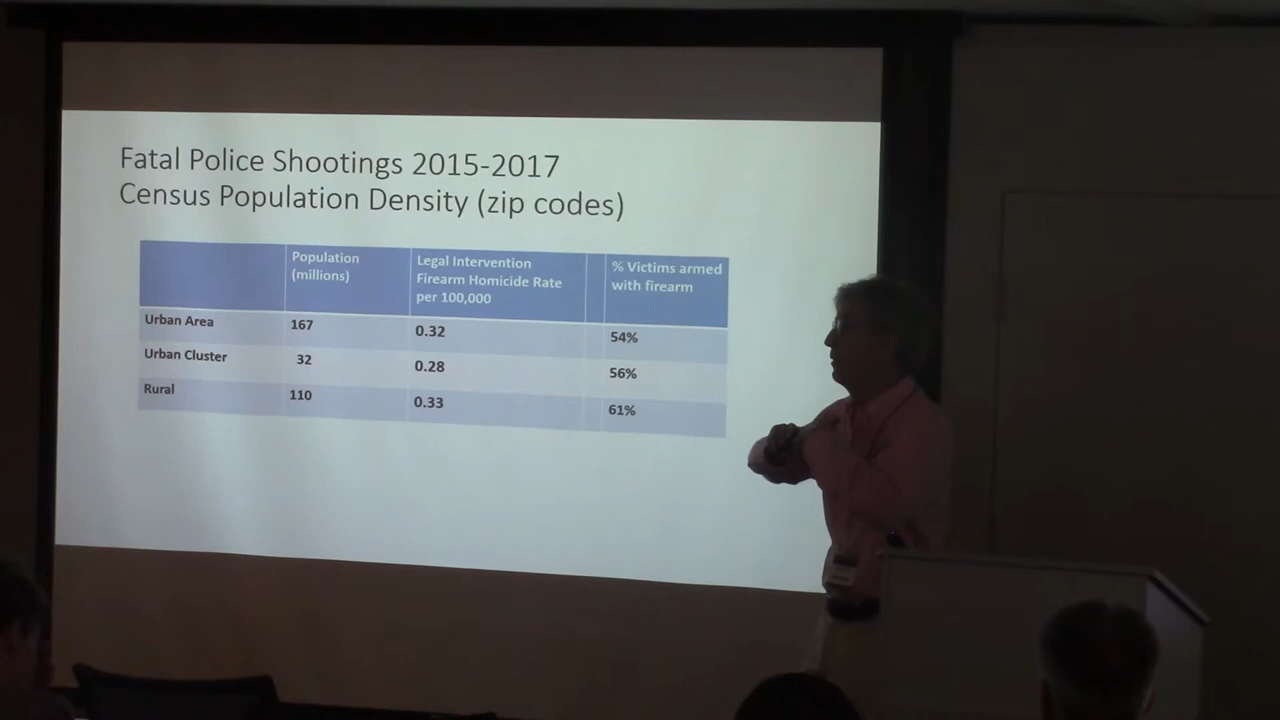 Fatal Police Shootings 2015-2017
Census Population Density (zip codes)
Population
(millions)
Legal Intervention
Firearm Homicide Rate
per 100,000
% Victims armed
with firearm
Urban Area 167 0.32 54%
Urban Cluster 32 0.28 56%
Rural 110 0.33 61%